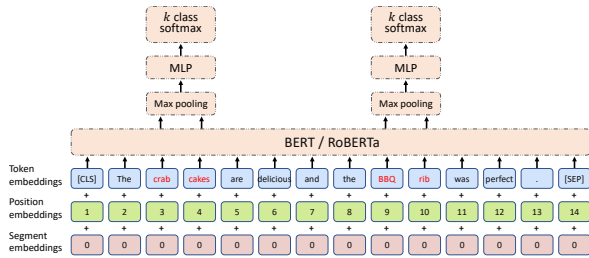 k class
softmax
k class
softmax
MLP
MLP
Max pooling
Max pooling
BERT / RoBERTa
Token
embeddings
[CLS] The crab cakes are delicious and the BBQ rib was perfect . [SEP]
+ + + + + + + + + + + + + +
Position
embeddings
1 2 3 4 5 6 7 8 9 10 11 12 13 14
+ + + + + + + + + + + + + +
Segment
embeddings
0 0 0 0 0 0 0 0 0 0 0 0 0 0